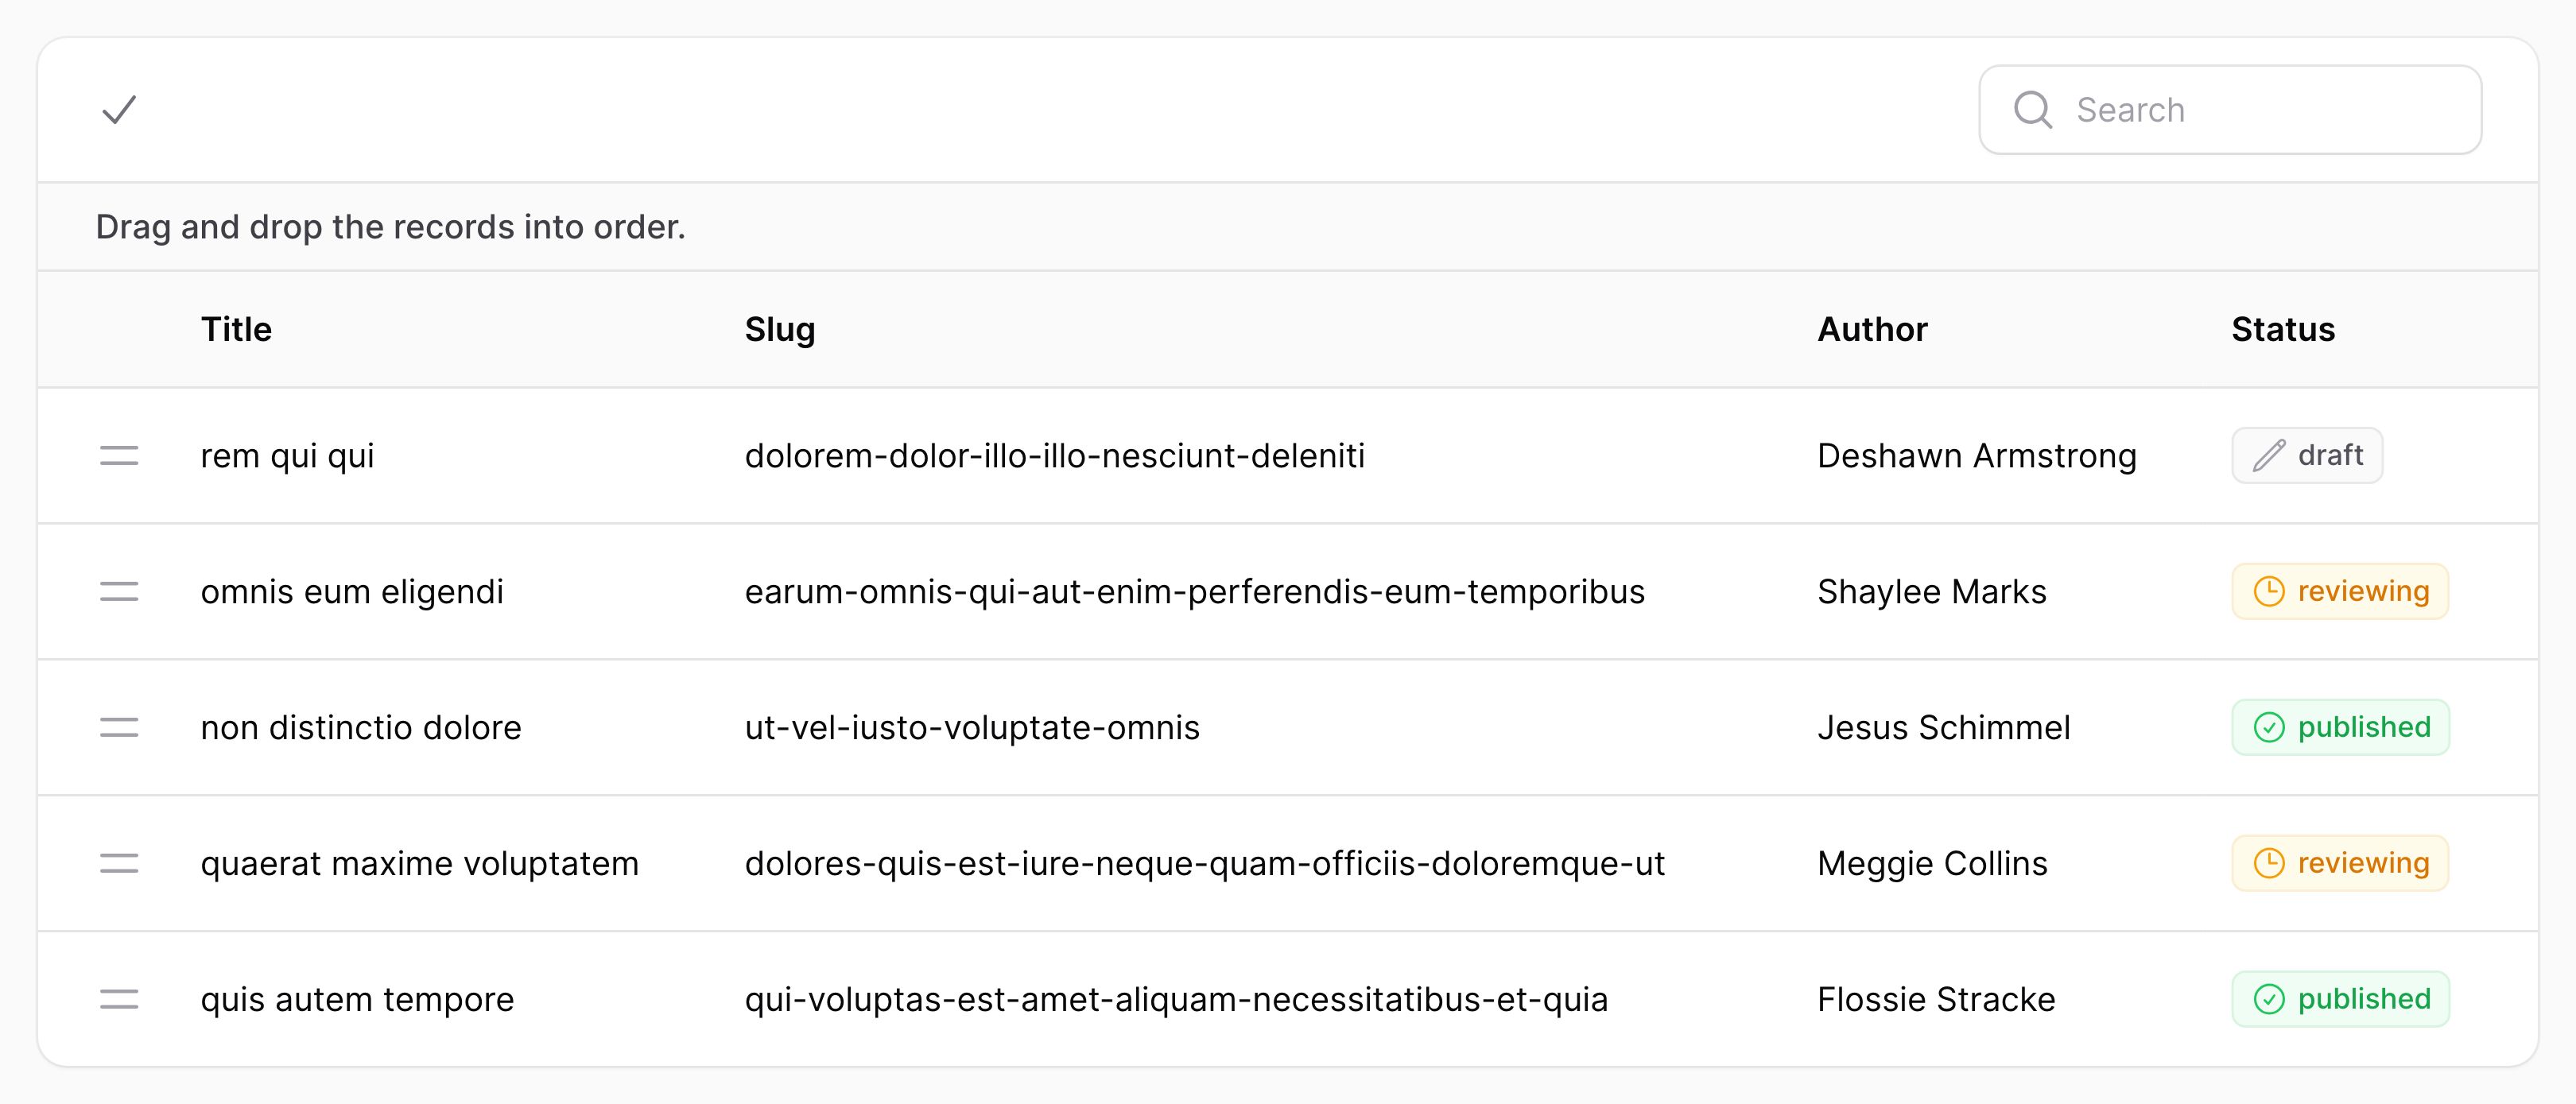 Search
Drag and drop the records into order.
Title Slug Author Status
rem qui qui dolorem-dolor-illo-illo-nesciunt-deleniti Deshawn Armstrong draft
omnis eum eligendi earum-omnis-qui-aut-enim-perferendis-eum-temporibus Shaylee Marks reviewing
non distinctio dolore ut-vel-iusto-voluptate-omnis Jesus Schimmel published
quaerat maxime voluptatem dolores-quis-est-iure-neque-quam-officiis-doloremque-ut Meggie Collins reviewing
quis autem tempore qui-voluptas-est-amet-aliquam-necessitatibus-et-quia Flossie Stracke published